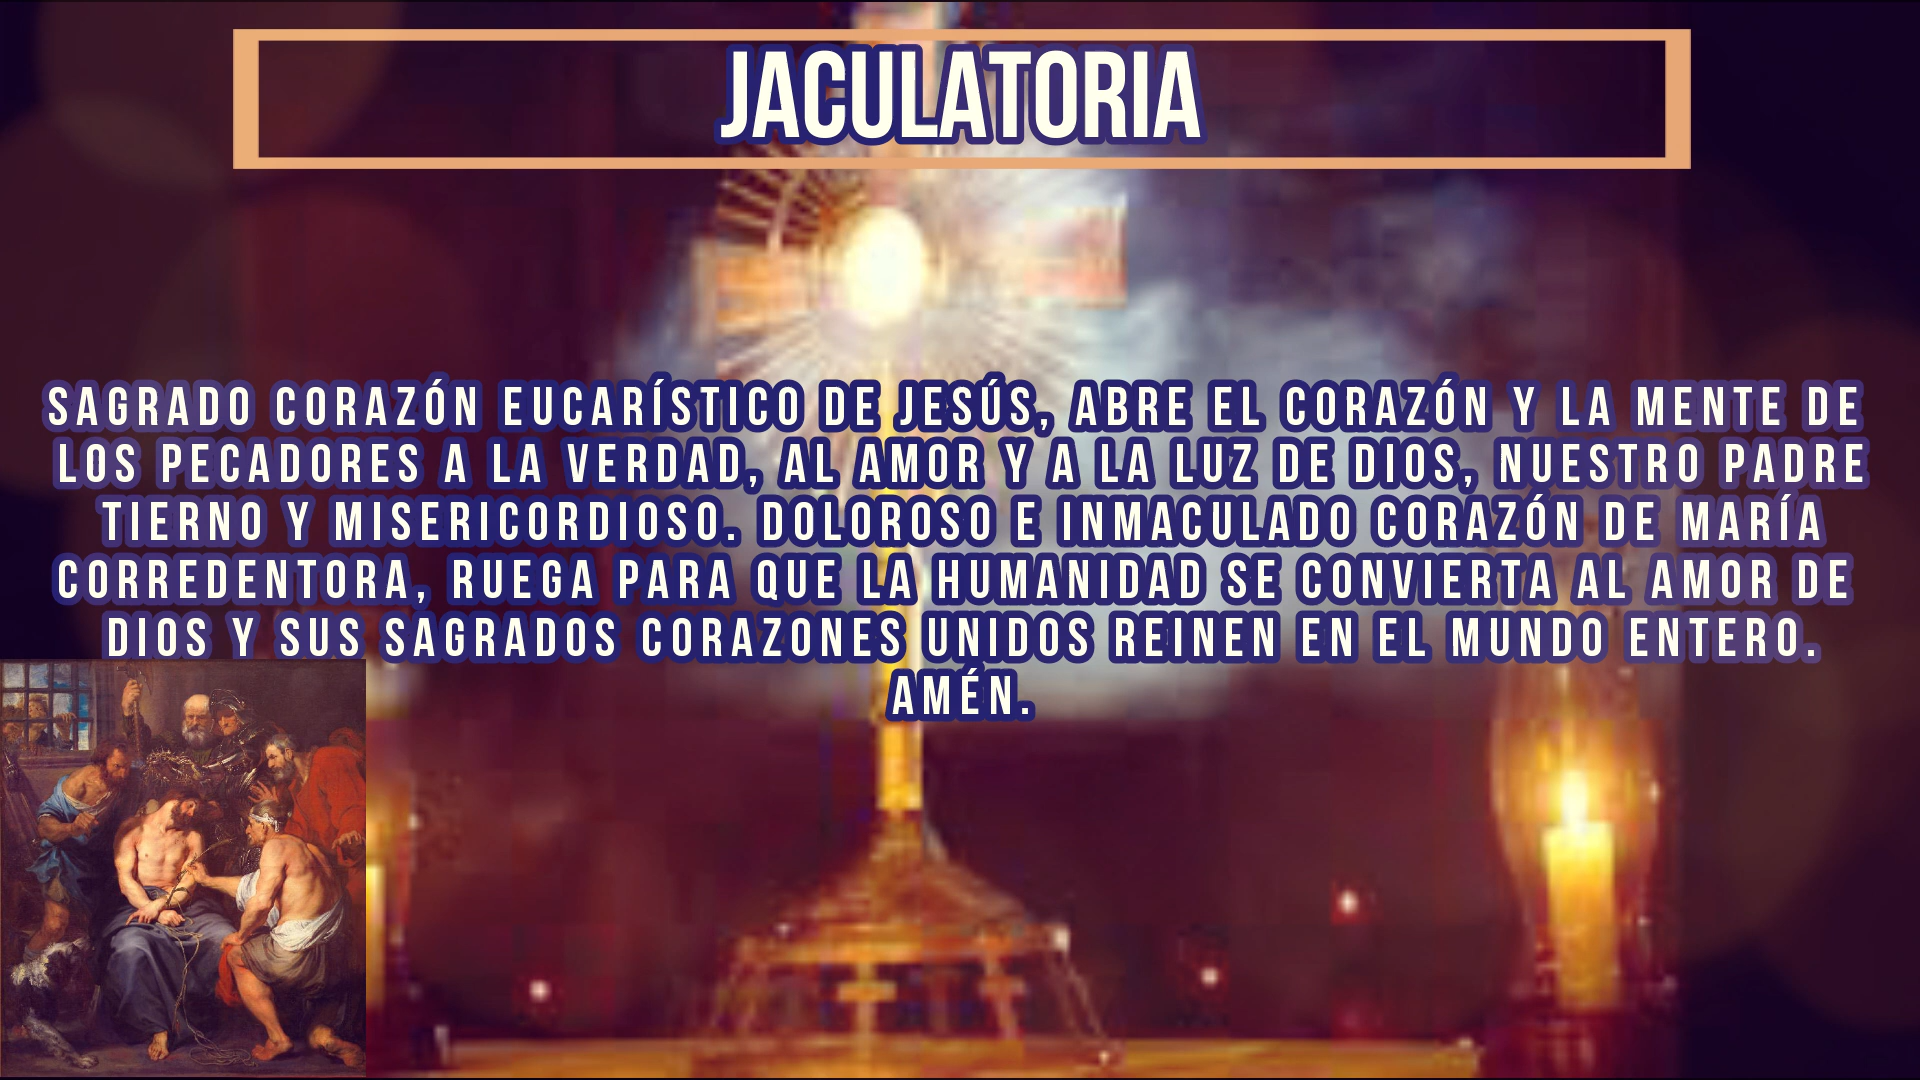 JACULATORIA
SAGRADO CORAZÓN EUCARÍSTICO DE JESÚS, ABRE EL CORAZÓN Y LA MENTE DE
LOS PECADORES A LA VERDAD, AL AMOR Y A LA LUZ DE DIOS, NUESTRO PADRE
TIERNO Y MISERICORDIOSO. DOLOROSO E INMACULADO CORAZÓN DE MARÍA
CORREDENTORA, RUEGA PARA QUE LA HUMANIDAD SE CONVIERTA AL AMOR DE
DIOS Y SUS SAGRADOS CORAZONES UNIDOS REINEN EN EL MUNDO ENTERO.
AMÉN.